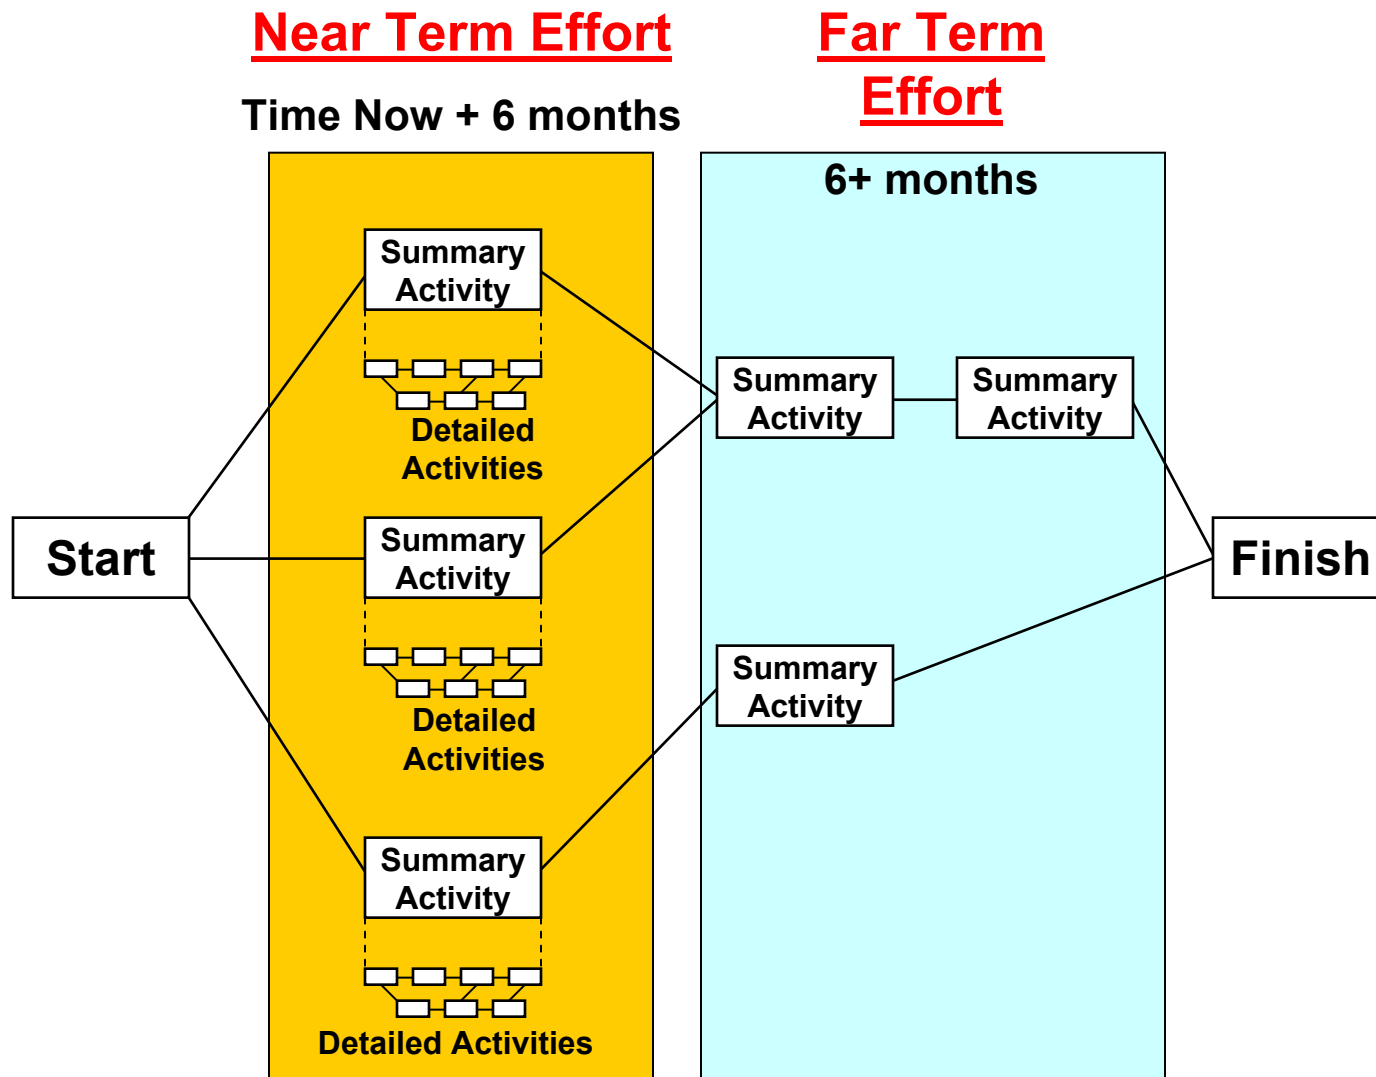 Near Term Effort
Time Now + 6 months
Far Term
Effort
6+ months
Summary
Activity
Detailed
Activities
Summary
Activity
Summary
Activity
Start
Summary
Activity
Detailed
Activities
Finish
Summary
Activity
Summary
Activity
Detailed Activities